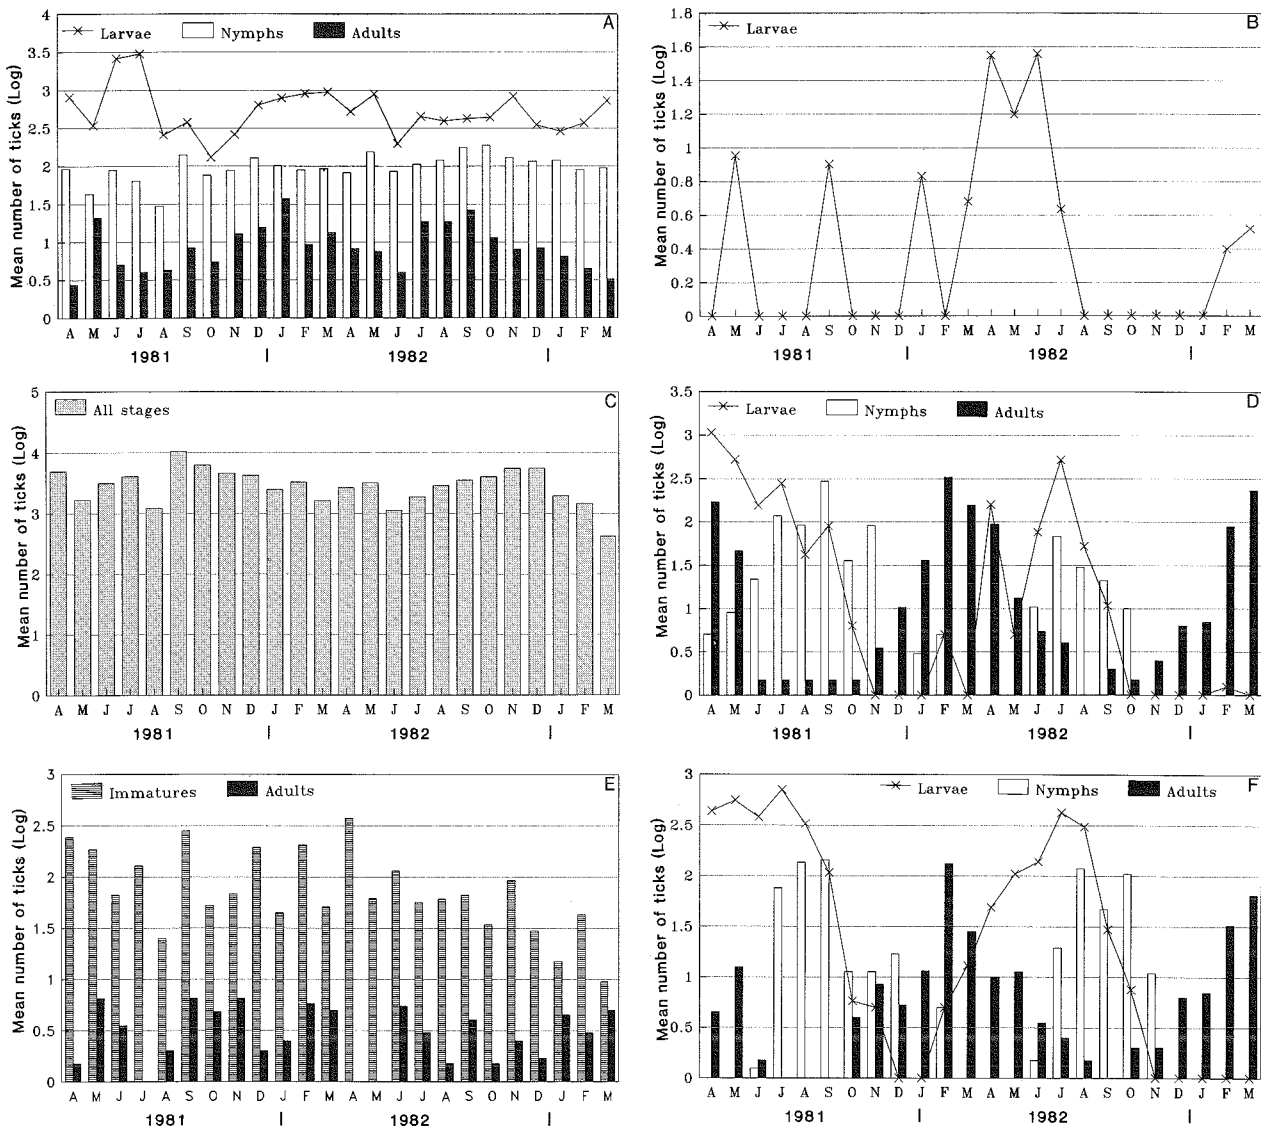 A
Larvae Nymphs Adults
Mean number of ticks (Log)
4
3.5
3
2.5
2
1.5
1
0.5
0
A M J J A S O N D J F M A M J J A S O N D J F M
1981 | 1982 |
B
Larvae
Mean number of ticks (Log)
1.8
1.6
1.4
1.2
1
0.8
0.6
0.4
0.2
0
A M J J A S O N D J F M A M J J A S O N D J F M
1981 | 1982 |
C
All stages
Mean number of ticks (Log)
5
4
3
2
1
0
A M J J A S O N D J F M A M J J A S O N D J F M
1981 | 1982 |
D
Larvae Nymphs Adults
Mean number of ticks (Log)
3.5
3
2.5
2
1.5
1
0.5
0
A M J J A S O N D J F M A M J J A S O N D J F M
1981 | 1982 |
E
Immatures Adults
Mean number of ticks (Log)
3
2.5
2
1.5
1
0.5
0
A M J J A S O N D J F M A M J J A S O N D J F M
1981 | 1982 |
F
Larvae Nymphs Adults
Mean number of ticks (Log)
3
2.5
2
1.5
1
0.5
0
A M J J A S O N D J F M A M J J A S O N D J F M
1981 | 1982 |